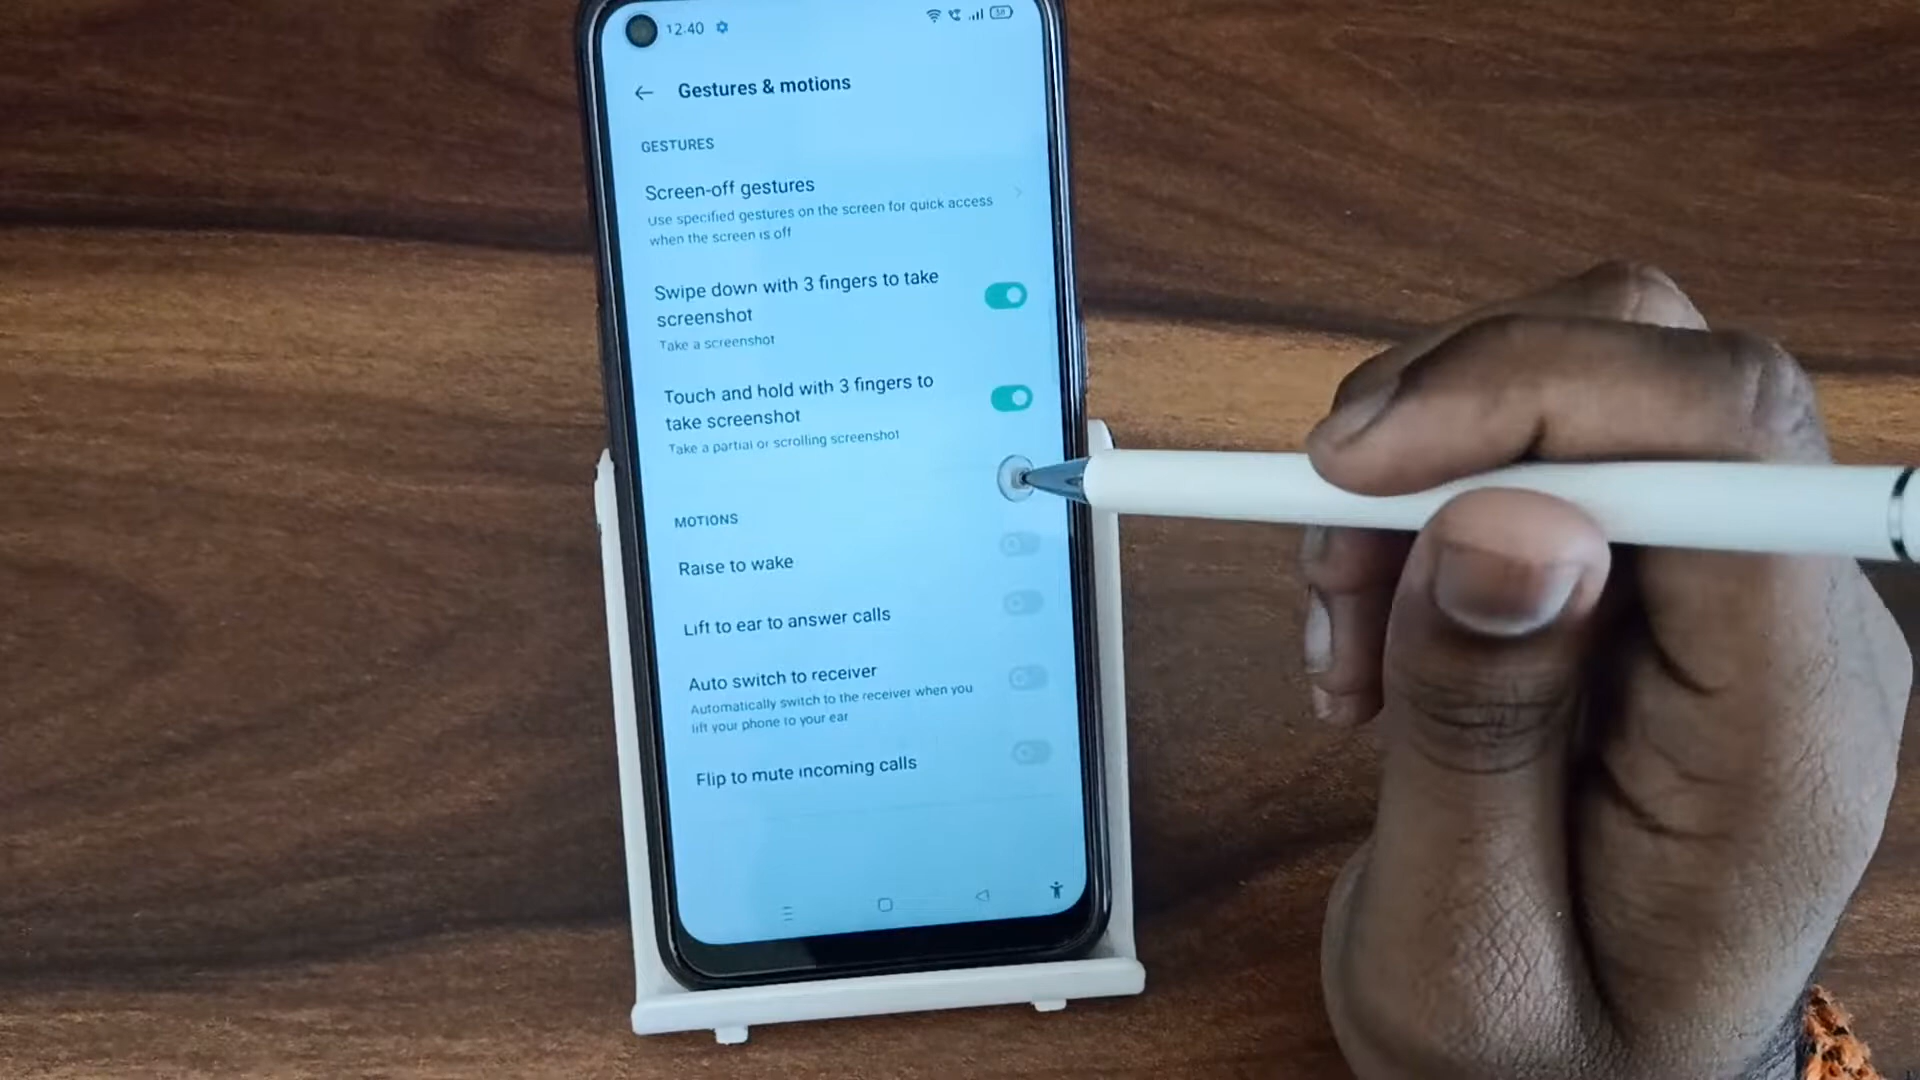 12:40
Gestures & motions
GESTURES
Screen-off gestures
Use specified gestures on the screen for quick access
when the screen is off
Swipe down with 3 fingers to take
screenshot
Take a screenshot
Touch and hold with 3 fingers to
take screenshot
Take a partial or scrolling screenshot
MOTIONS
Raise to wake
Lift to ear to answer calls
Auto switch to receiver
Automatically switch to the receiver when you
lift your phone to your ear
Flip to mute incoming calls